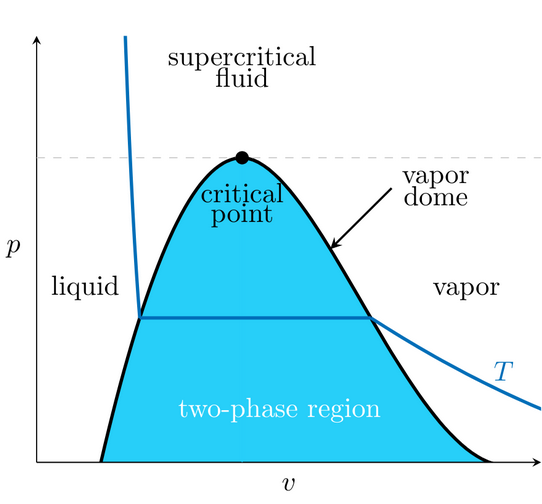 supercritical
fluid
critical
point
vapor
dome
p
liquid
vapor
T
two-phase region
v